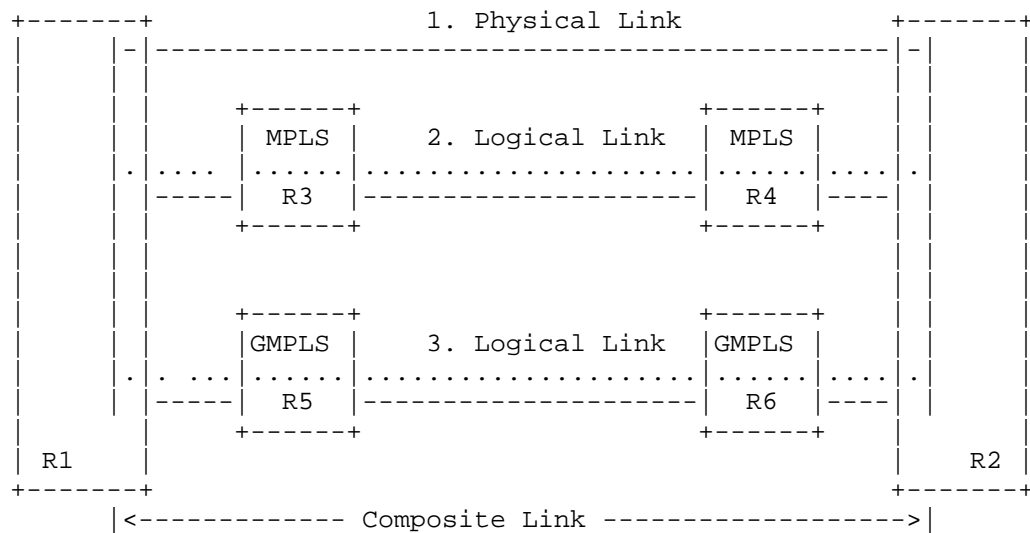 1. Physical Link
MPLS 2. Logical Link MPLS
R3 R4
GMPLS 3. Logical Link GMPLS
R5 R6
R1 R2
Composite Link